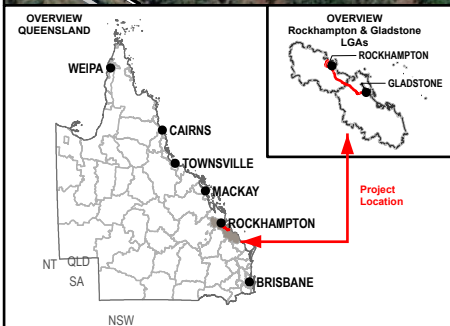 OVERVIEW
QUEENSLAND
WEIPA
CAIRNS
TOWNSVILLE
MACKAY
ROCKHAMPTON
BRISBANE
NT
QLD
SA
NSW
OVERVIEW
Rockhampton & Gladstone
LGAs
ROCKHAMPTON
GLADSTONE
Project
Location